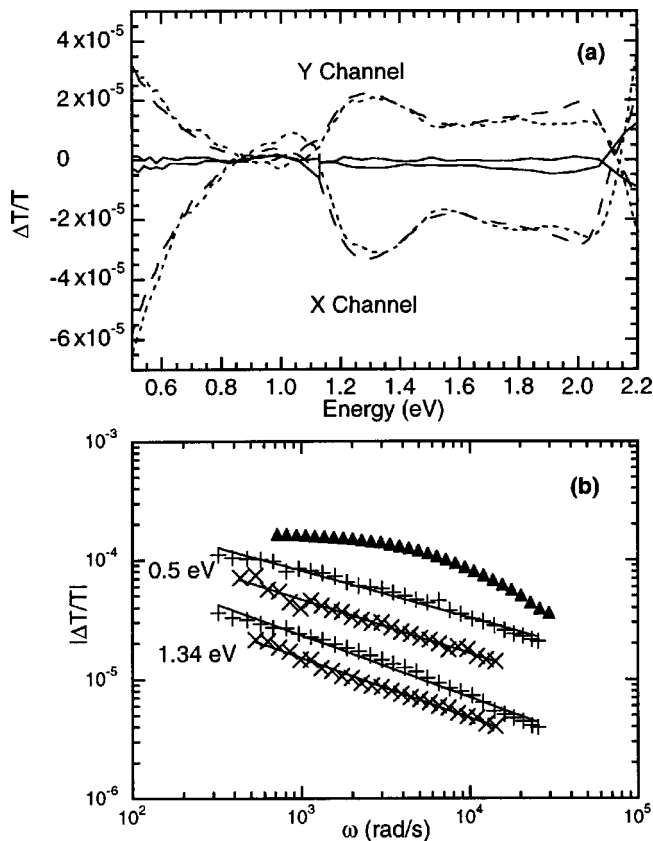 (a)
4x10⁻⁵
2x10⁻⁵
0
-2x10⁻⁵
-4x10⁻⁵
-6x10⁻⁵
ΔT/T
Y Channel
X Channel
0.6 0.8 1.0 1.2 1.4 1.6 1.8 2.0 2.2
Energy (eV)
(b)
10⁻³
10⁻⁴
10⁻⁵
10⁻⁶
|ΔT/T|
0.5 eV
1.34 eV
10² 10³ 10⁴ 10⁵
ω (rad/s)